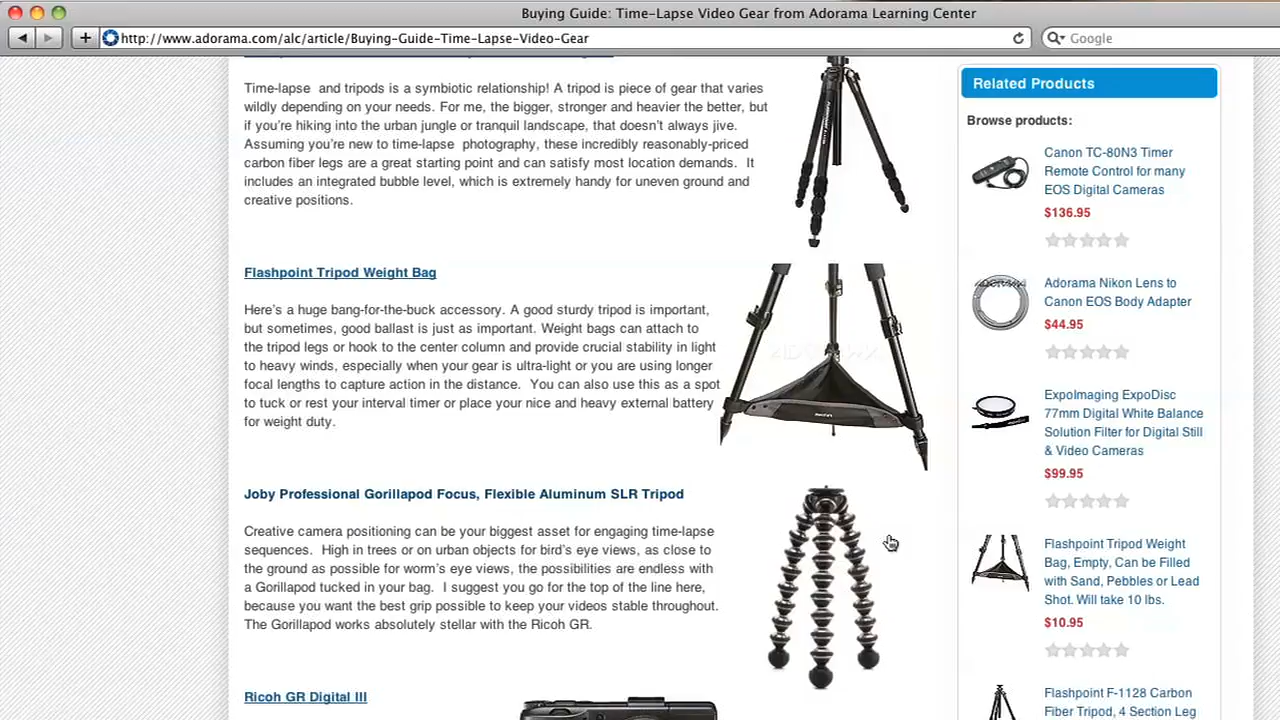 Buying Guide: Time-Lapse Video Gear from Adorama Learning Center
http://www.adorama.com/alc/article/Buying-Guide-Time-Lapse-Video-Gear
Google
Time-lapse and tripods is a symbiotic relationship! A tripod is piece of gear that varies
wildly depending on your needs. For me, the bigger, stronger and heavier the better, but
if you're hiking into the urban jungle or tranquil landscape, that doesn't always jive.
Assuming you're new to time-lapse photography, these incredibly reasonably-priced
carbon fiber legs are a great starting point and can satisfy most location demands. It
includes an integrated bubble level, which is extremely handy for uneven ground and
creative positions.
Flashpoint Tripod Weight Bag
Here's a huge bang-for-the-buck accessory. A good sturdy tripod is important,
but sometimes, good ballast is just as important. Weight bags can attach to
the tripod legs or hook to the center column and provide crucial stability in light
to heavy winds, especially when your gear is ultra-light or you are using longer
focal lengths to capture action in the distance. You can also use this as a spot
to tuck or rest your interval timer or place your nice and heavy external battery
for weight duty.
ADORAMA
Joby Professional Gorillapod Focus, Flexible Aluminum SLR Tripod
Creative camera positioning can be your biggest asset for engaging time-lapse
sequences. High in trees or on urban objects for bird's eye views, as close to
the ground as possible for worm's eye views, the possibilities are endless with
a Gorillapod tucked in your bag. I suggest you go for the top of the line here,
because you want the best grip possible to keep your videos stable throughout.
The Gorillapod works absolutely stellar with the Ricoh GR.
Ricoh GR Digital III
Related Products
Browse products:
Canon TC-80N3 Timer
Remote Control for many
EOS Digital Cameras
$136.95
ADORAMA
Adorama Nikon Lens to
Canon EOS Body Adapter
$44.95
ExpoImaging ExpoDisc
77mm Digital White Balance
Solution Filter for Digital Still
& Video Cameras
$99.95
Flashpoint Tripod Weight
Bag, Empty, Can be Filled
with Sand, Pebbles or Lead
Shot. Will take 10 lbs.
$10.95
Flashpoint F-1128 Carbon
Fiber Tripod, 4 Section Leg